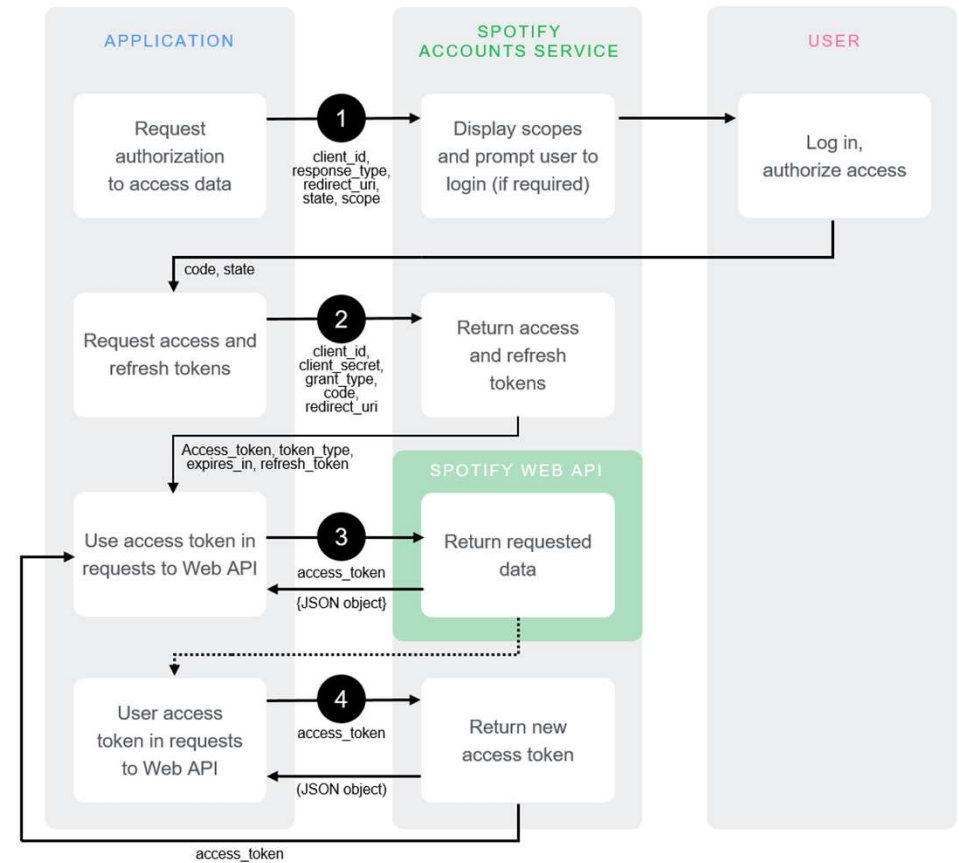 APPLICATION
SPOTIFY
ACCOUNTS SERVICE
USER
Request
authorization
to access data
1
client_id,
response_type,
redirect_uri,
state, scope
Display scopes
and prompt user to
login (if required)
Log in,
authorize access
code, state
Request access and
refresh tokens
2
client_id,
client_secret,
grant_type,
code,
redirect_uri
Return access
and refresh
tokens
Access_token, token_type,
expires_in, refresh_token
SPOTIFY WEB API
Use access token in
requests to Web API
3
access_token
{JSON object}
Return requested
data
User access
token in requests
to Web API
4
access_token
(JSON object)
Return new
access token
access_token